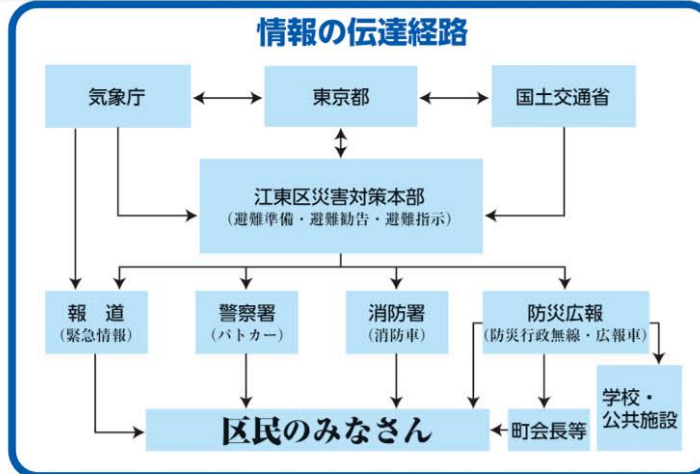 情報の伝達経路
気象庁
東京都
国土交通省
江東区災害対策本部
(避難準備・避難勧告・避難指示)
報　道
(緊急情報)
警察署
(パトカー)
消防署
(消防車)
防災広報
(防災行政無線・広報車)
区民のみなさん
町会長等
学校・
公共施設